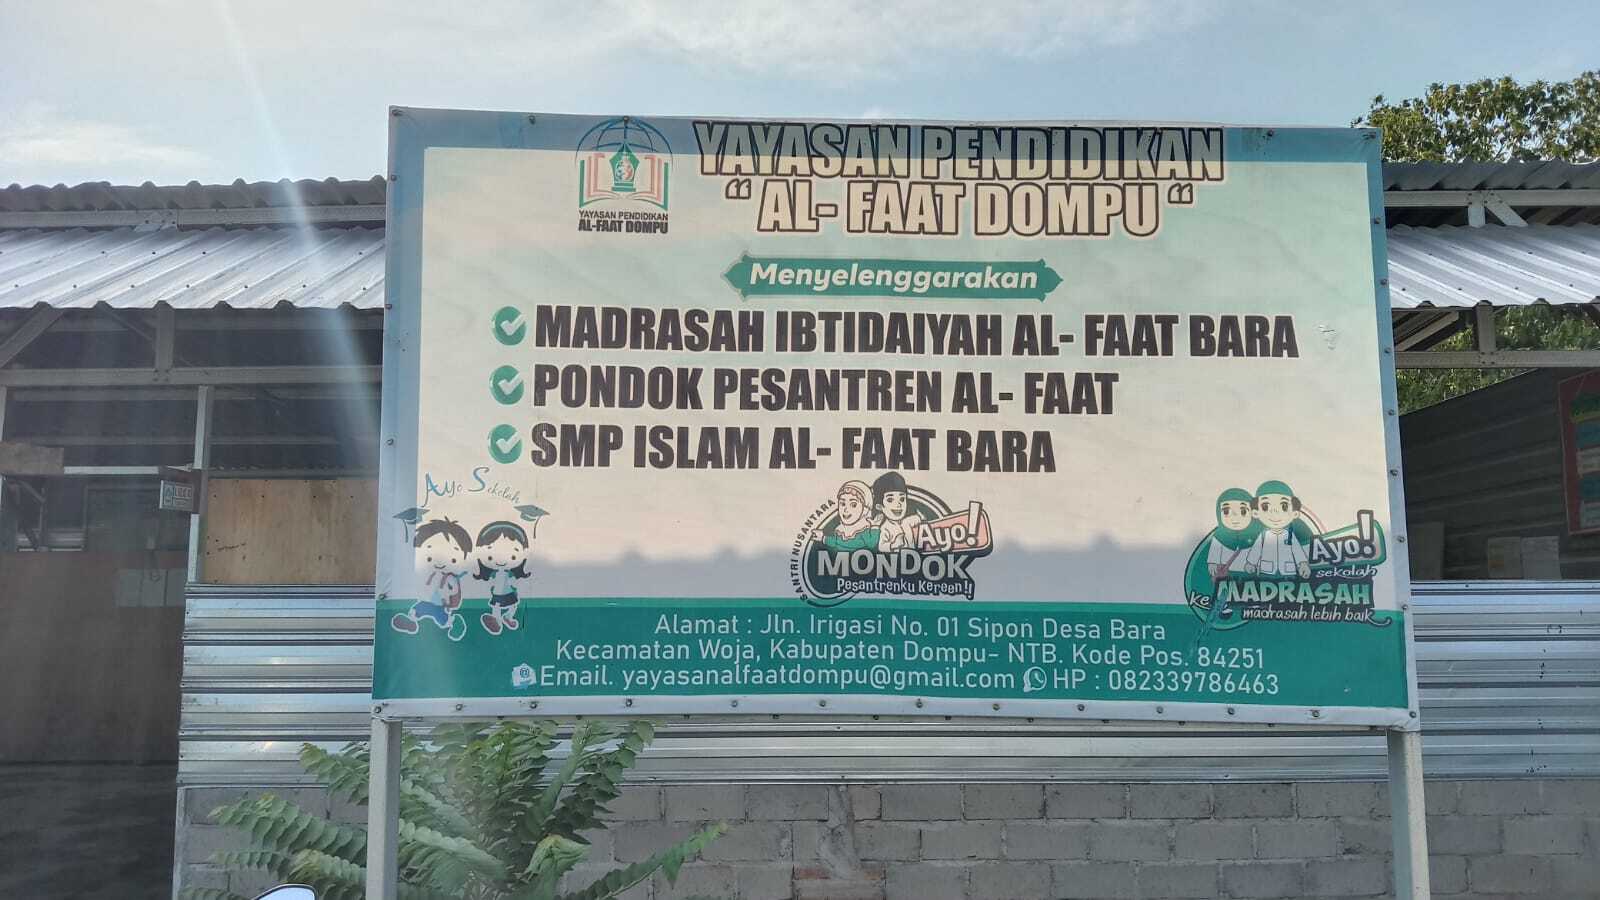 YAYASAN PENDIDIKAN
AL-FAAT DOMPU
YAYASAN PENDIDIKAN
“ AL- FAAT DOMPU “
Menyelenggarakan
MADRASAH IBTIDAIYAH AL- FAAT BARA
PONDOK PESANTREN AL- FAAT
SMP ISLAM AL- FAAT BARA
Ayo Sekolah
SANTRI NUSANTARA
Ayo!
MONDOK
Pesantrenku Kereen!!
Ayo!
sekolah
Ke MADRASAH
madrasah lebih baik
Alamat : Jln. Irigasi No. 01 Sipon Desa Bara
Kecamatan Woja, Kabupaten Dompu- NTB. Kode Pos. 84251
Email. yayasanalfaatdompu@gmail.com HP : 082339786463